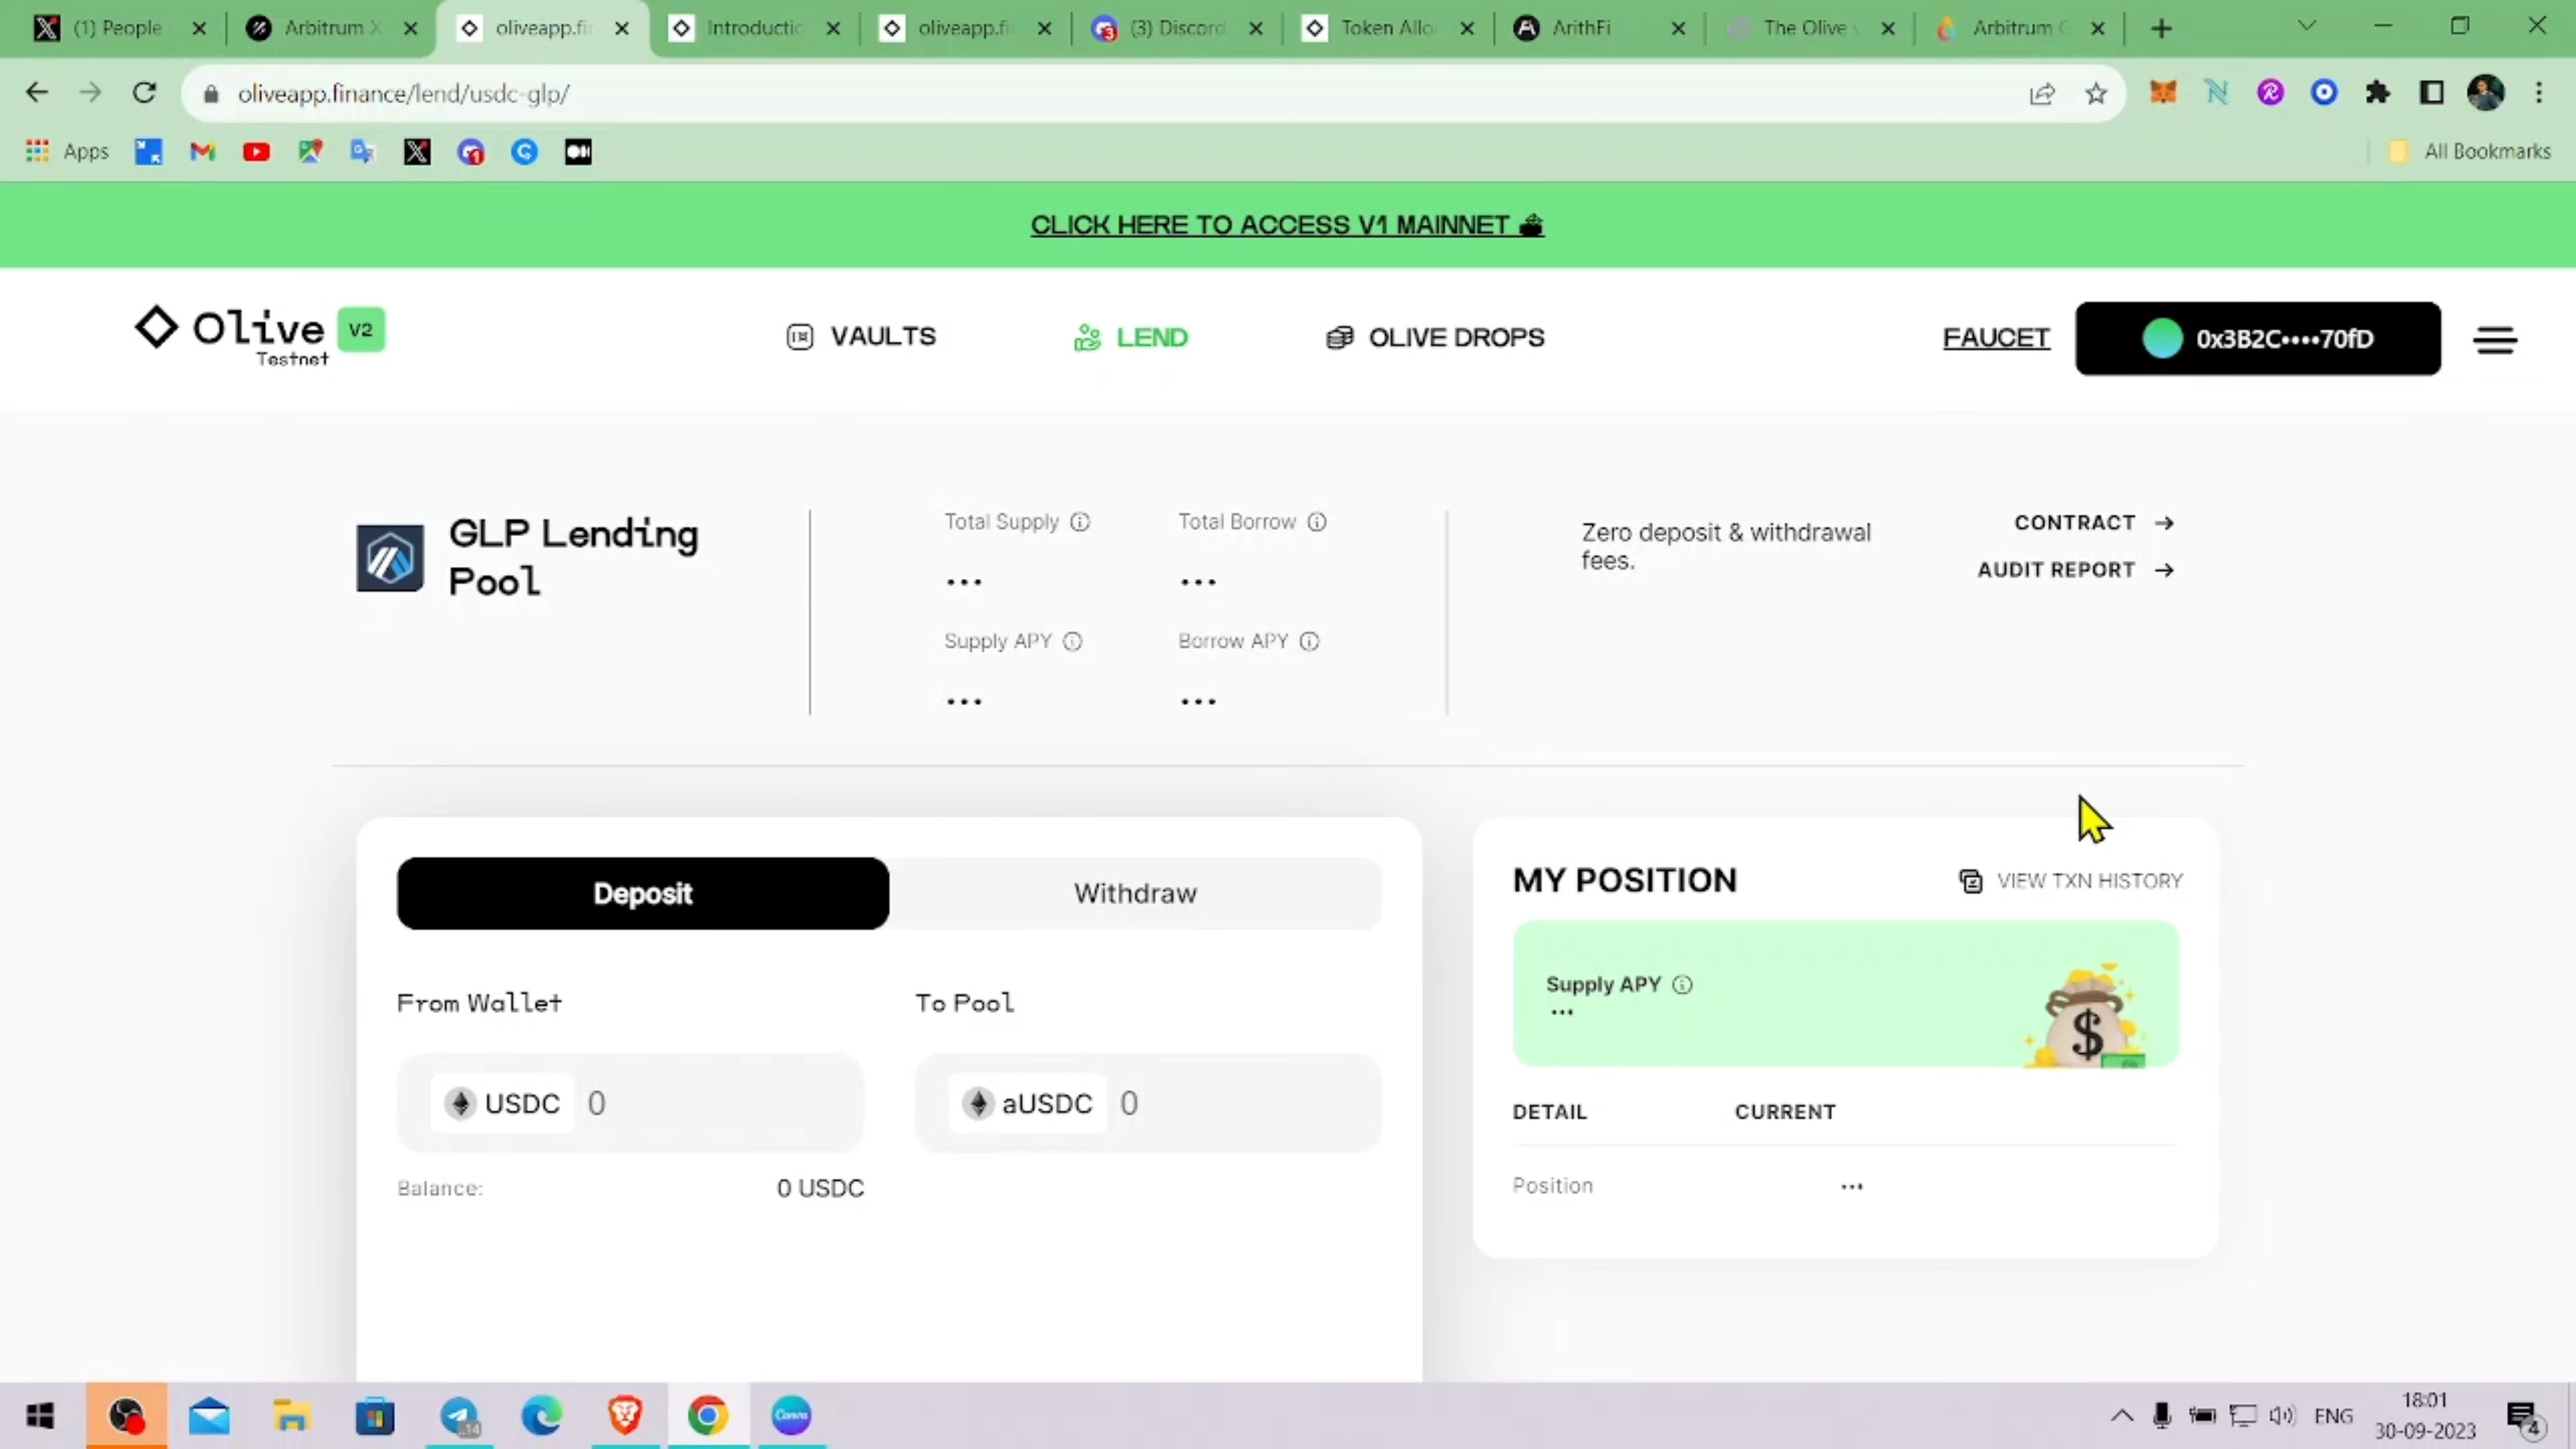 (1) People
Arbitrum X
oliveapp.fi
Introductio
oliveapp.fi
(3) Discord
Token Allo
ArithFi
The Olive
Arbitrum
oliveapp.finance/lend/usdc-glp/
Apps
All Bookmarks
CLICK HERE TO ACCESS V1 MAINNET
Olive V2
Testnet
VAULTS
LEND
OLIVE DROPS
FAUCET
0x3B2C••••70fD
GLP Lending
Pool
Total Supply
...
Total Borrow
...
Supply APY
...
Borrow APY
...
Zero deposit & withdrawal
fees.
CONTRACT →
AUDIT REPORT →
Deposit
Withdraw
From Wallet
To Pool
USDC 0
aUSDC 0
Balance: 0 USDC
MY POSITION
VIEW TXN HISTORY
Supply APY
...
$
DETAIL CURRENT
Position ...
14
Canva
ENG
18:01
30-09-2023
4